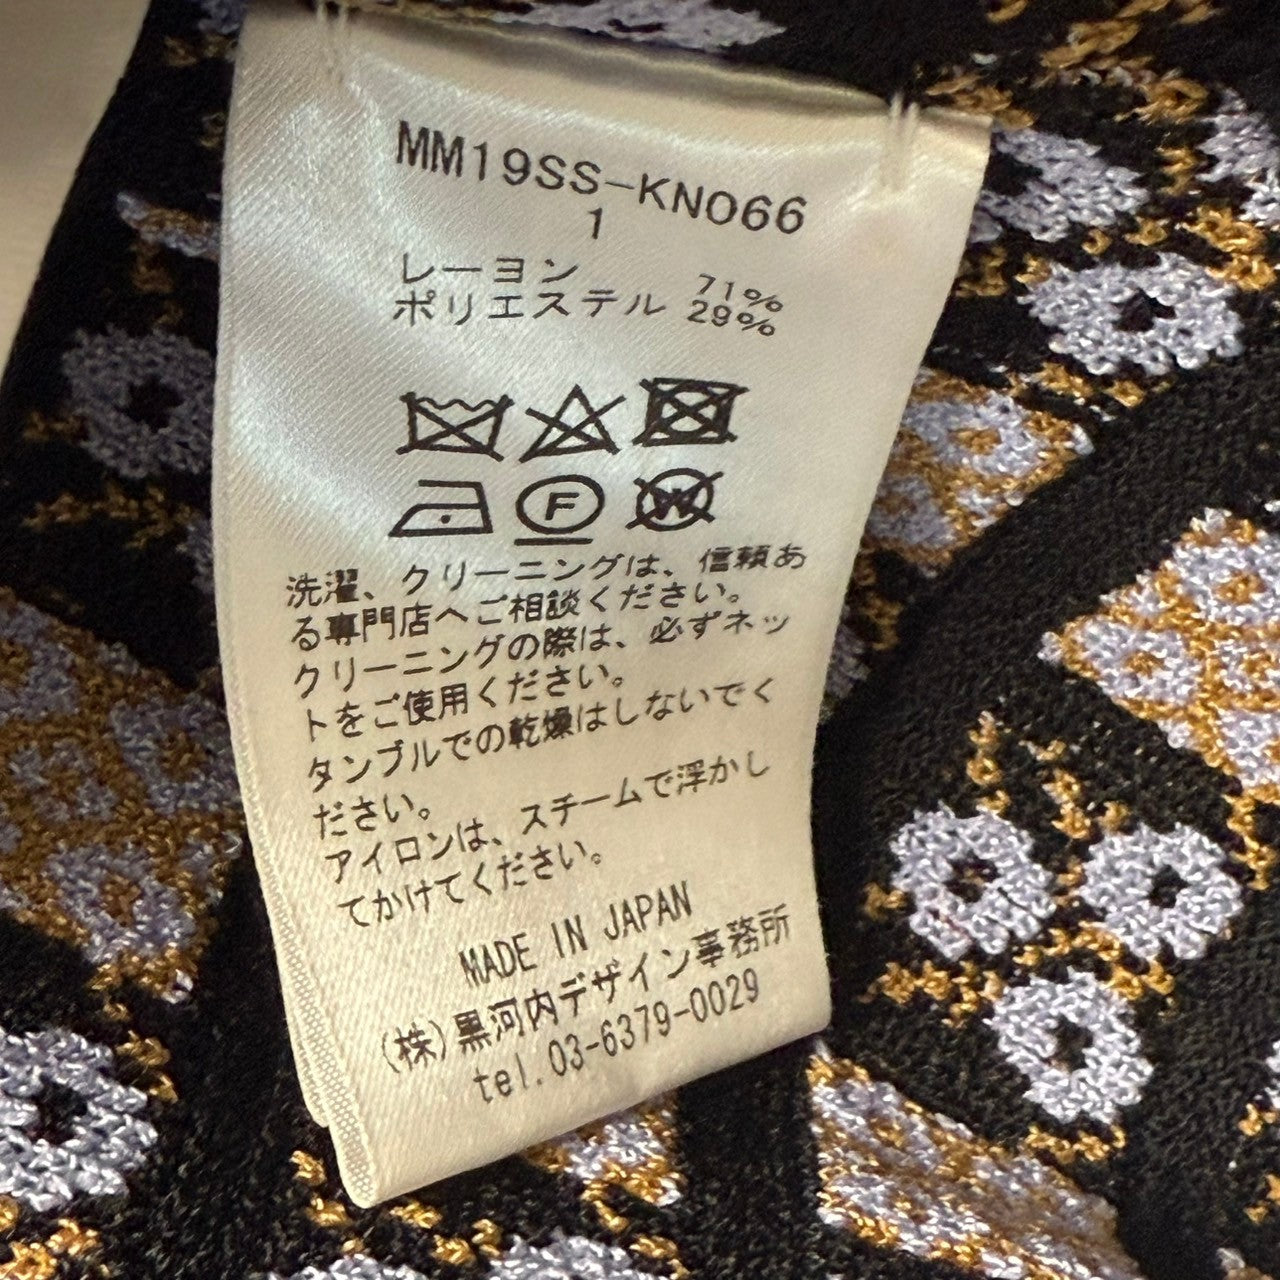 MM19SS-KN066
1
レーヨン 71%
ポリエステル 29%
F
W
洗濯、クリーニングは、信頼あ
る専門店へご相談ください。
クリーニングの際は、必ずネッ
トをご使用ください。
タンブルでの乾燥はしないでく
ださい。
アイロンは、スチームで浮かし
てかけてください。
MADE IN JAPAN
(株)黒河内デザイン事務所
tel.03-6379-0029